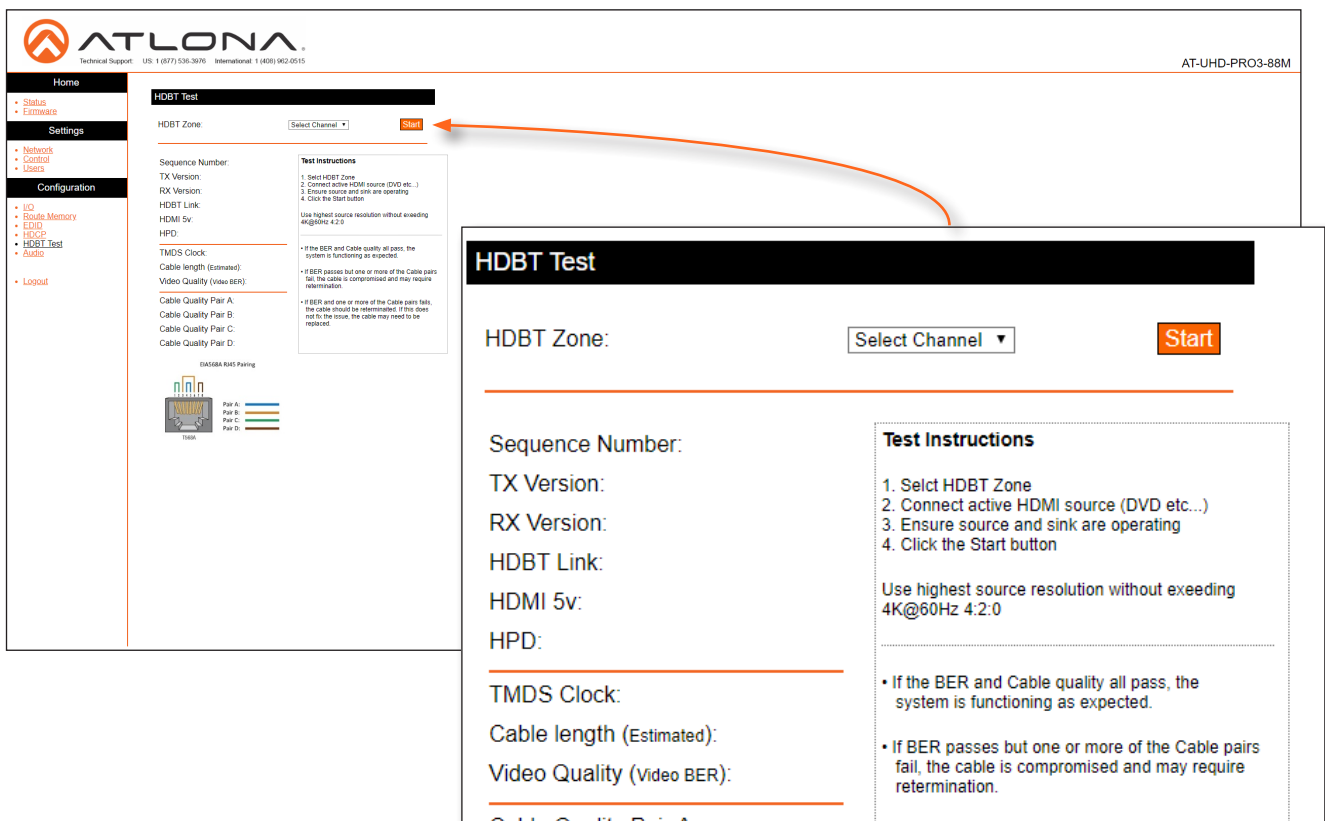 ATLONA.
Technical Support: US: 1 (877) 536-3976 International: 1 (408) 962-0515
AT-UHD-PRO3-88M
Home
• Status
• Firmware
Settings
• Network
• Control
• Users
Configuration
• I/O
• Route Memory
• EDID
• HDCP
• HDBT Test
• Audio
• Logout
HDBT Test
HDBT Zone: Select Channel ▼ Start
Sequence Number:
TX Version:
RX Version:
HDBT Link:
HDMI 5v:
HPD:
TMDS Clock:
Cable length (Estimated):
Video Quality (Video BER):
Cable Quality Pair A:
Cable Quality Pair B:
Cable Quality Pair C:
Cable Quality Pair D:
Test Instructions
1. Selct HDBT Zone
2. Connect active HDMI source (DVD etc...)
3. Ensure source and sink are operating
4. Click the Start button
Use highest source resolution without exeeding
4K@60Hz 4:2:0
• If the BER and Cable quality all pass, the
system is functioning as expected.
• If BER passes but one or more of the Cable pairs
fail, the cable is compromised and may require
retermination.
• If BER and one or more of the Cable pairs fails,
the cable should be reterminaited. If this does
not fix the issue, the cable may need to be
replaced.
EIA568A RJ45 Pairing
1 2 3 4 5 6 7 8
Pair A:
Pair B:
Pair C:
Pair D:
T568A
HDBT Test
HDBT Zone: Select Channel ▼ Start
Sequence Number:
TX Version:
RX Version:
HDBT Link:
HDMI 5v:
HPD:
TMDS Clock:
Cable length (Estimated):
Video Quality (Video BER):
Cable Quality Pair A:
Test Instructions
1. Selct HDBT Zone
2. Connect active HDMI source (DVD etc...)
3. Ensure source and sink are operating
4. Click the Start button
Use highest source resolution without exeeding
4K@60Hz 4:2:0
• If the BER and Cable quality all pass, the
system is functioning as expected.
• If BER passes but one or more of the Cable pairs
fail, the cable is compromised and may require
retermination.